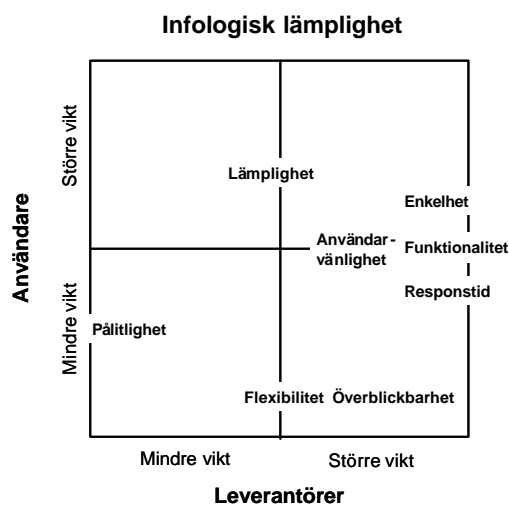 Infologisk lämplighet
Användare
Större vikt
Mindre vikt
Lämplighet
Enkelhet
Användar-
vänlighet
Funktionalitet
Responstid
Pålitlighet
Flexibilitet
Överblickbarhet
Mindre vikt
Större vikt
Leverantörer